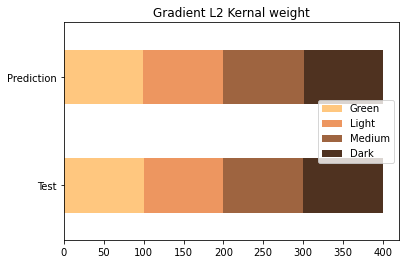 Gradient L2 Kernal weight
Prediction
Test
Green
Light
Medium
Dark
0 50 100 150 200 250 300 350 400